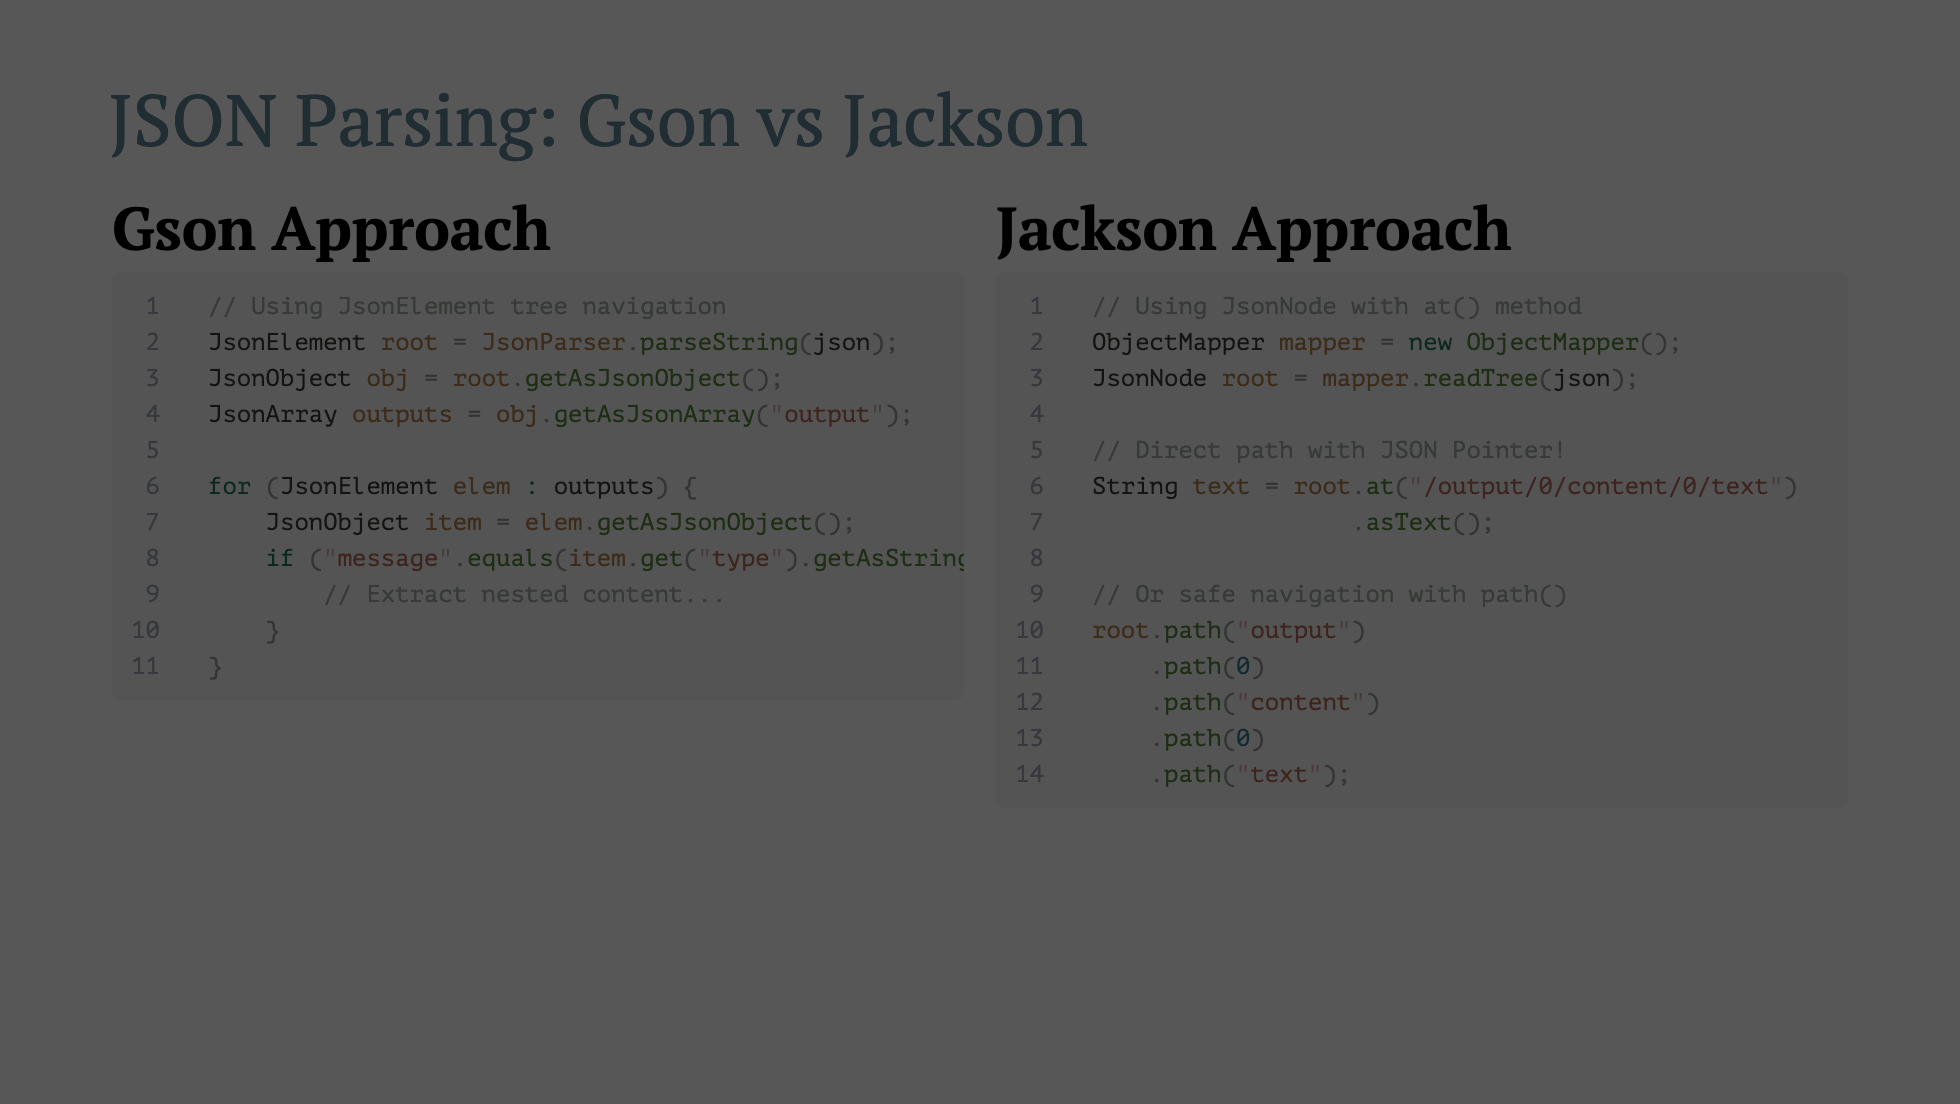 JSON Parsing: Gson vs Jackson
Gson Approach
1 // Using JsonElement tree navigation
2 JsonElement root = JsonParser.parseString(json);
3 JsonObject obj = root.getAsJsonObject();
4 JsonArray outputs = obj.getAsJsonArray("output");
5
6 for (JsonElement elem : outputs) {
7     JsonObject item = elem.getAsJsonObject();
8     if ("message".equals(item.get("type").getAsString
9         // Extract nested content...
10     }
11 }
Jackson Approach
1 // Using JsonNode with at() method
2 ObjectMapper mapper = new ObjectMapper();
3 JsonNode root = mapper.readTree(json);
4
5 // Direct path with JSON Pointer!
6 String text = root.at("/output/0/content/0/text")
7                   .asText();
8
9 // Or safe navigation with path()
10 root.path("output")
11     .path(0)
12     .path("content")
13     .path(0)
14     .path("text");